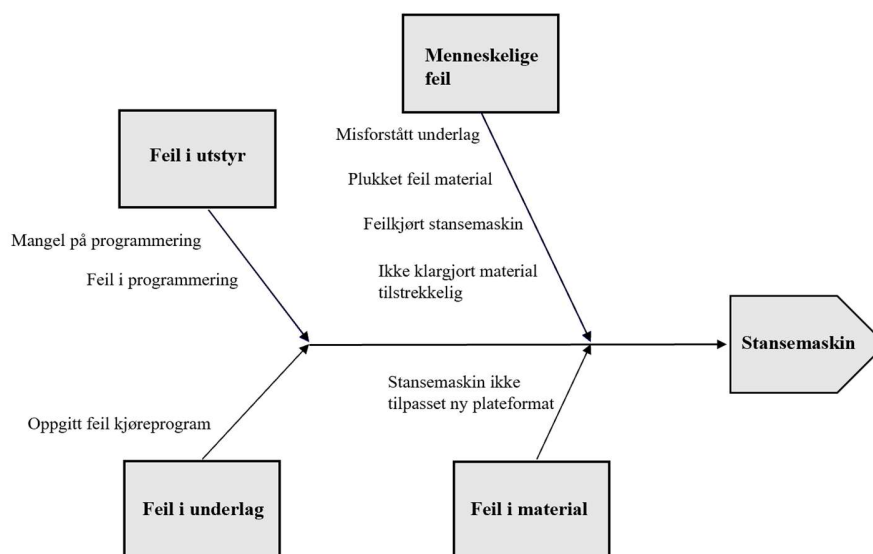 Menneskelige
feil
Feil i utstyr
Misforstått underlag
Plukket feil material
Feilkjørt stansemaskin
Ikke klargjort material
tilstrekkelig
Mangel på programmering
Feil i programmering
Stansemaskin
Stansemaskin ikke
tilpasset ny plateformat
Oppgitt feil kjøreprogram
Feil i underlag
Feil i material